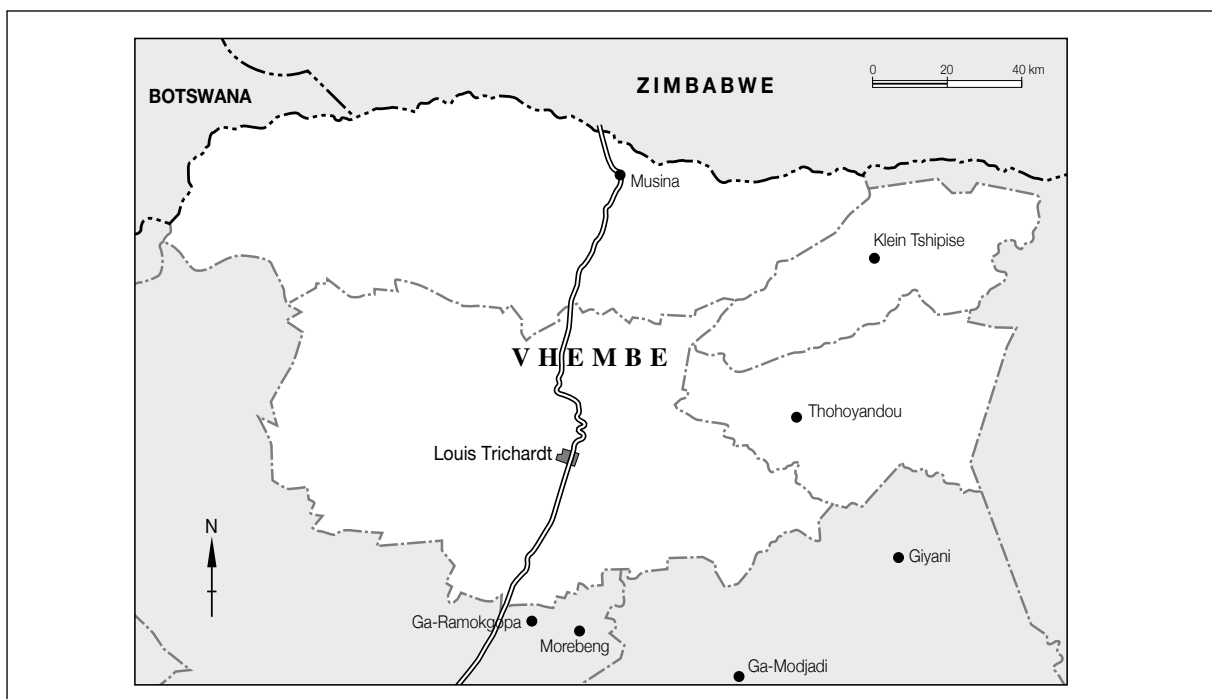 BOTSWANA
ZIMBABWE
0 20 40 km
Musina
Klein Tshipise
VHEMBE
Thohoyandou
Louis Trichardt
N
Giyani
Ga-Ramokgopa
Morebeng
Ga-Modjadi